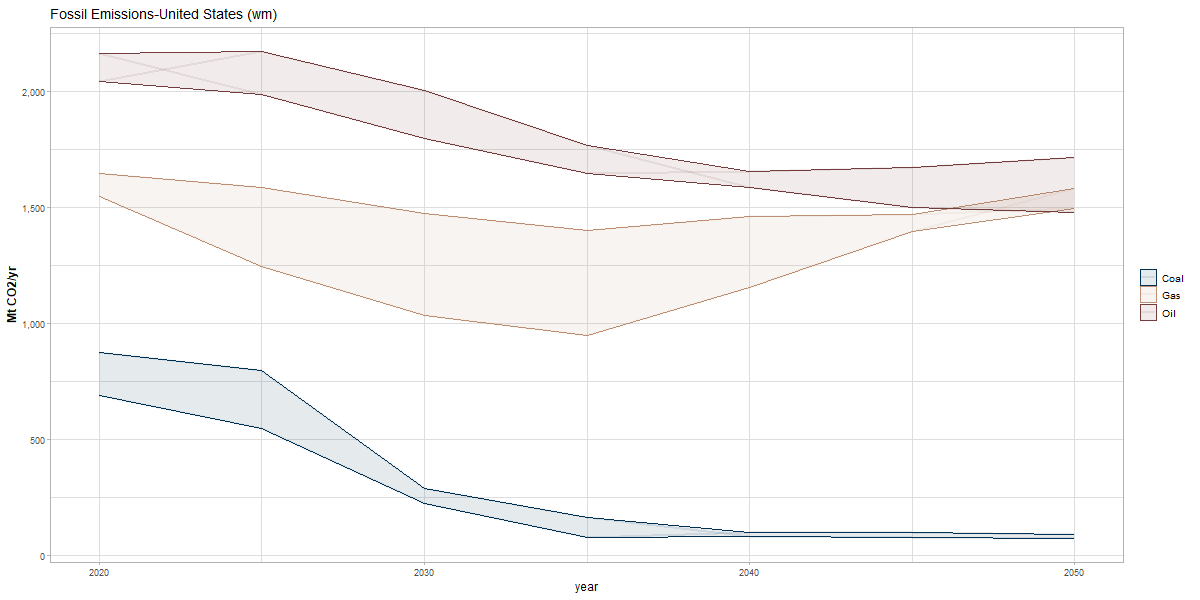 Fossil Emissions-United States (wm)
Mt CO2/yr
2,000
1,500
1,000
500
0
2020
2030
2040
2050
year
Coal
Gas
Oil